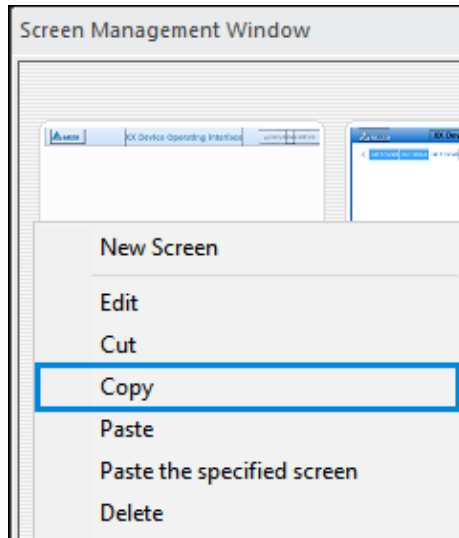 Screen Management Window
XX Device Operating Interface
New Screen
Edit
Cut
Copy
Paste
Paste the specified screen
Delete